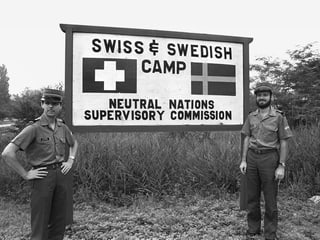 SWISS & SWEDISH
CAMP
NEUTRAL NATIONS
SUPERVISORY COMMISSION